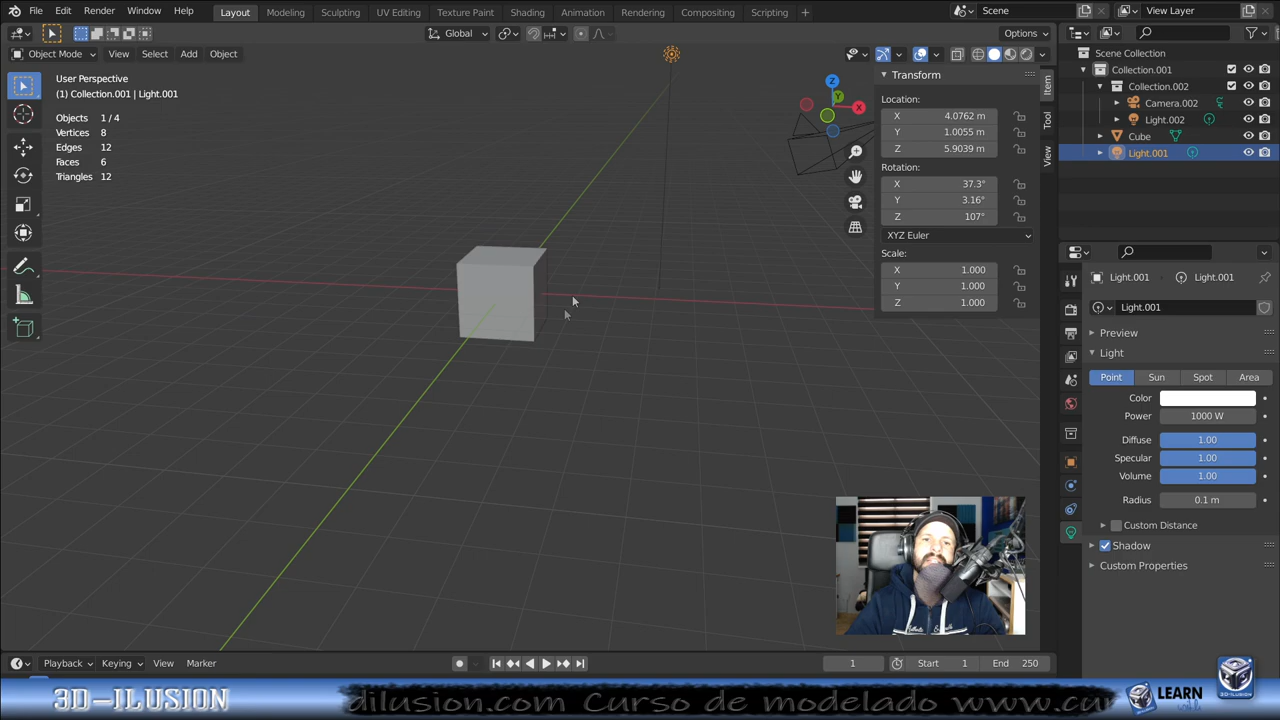 File Edit Render Window Help
Layout Modeling Sculpting UV Editing Texture Paint Shading Animation Rendering Compositing Scripting +
Scene
View Layer
Global
Options
Object Mode View Select Add Object
User Perspective
(1) Collection.001 | Light.001
Objects 1 / 4
Vertices 8
Edges 12
Faces 6
Triangles 12
Z
Y
X
Transform
Location:
X 4.0762 m
Y 1.0055 m
Z 5.9039 m
Rotation:
X 37.3°
Y 3.16°
Z 107°
XYZ Euler
Scale:
X 1.000
Y 1.000
Z 1.000
Item
Tool
View
Scene Collection
Collection.001
Collection.002
Camera.002
Light.002
Cube
Light.001
Light.001 Light.001
Light.001
Preview
Light
Point Sun Spot Area
Color
Power 1000 W
Diffuse 1.00
Specular 1.00
Volume 1.00
Radius 0.1 m
Custom Distance
Shadow
Custom Properties
Playback Keying View Marker
1
Start 1
End 250
3D-ILUSION
dilusion.com Curso de modelado www.cur
LEARN
3D-ILUSION